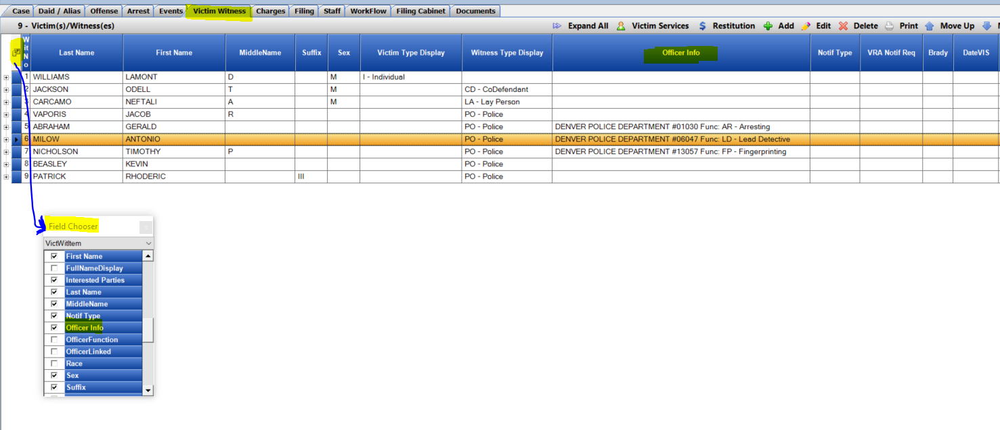 Case Daid / Alias Offense Arrest Events Victim Witness Charges Filing Staff WorkFlow Filing Cabinet Documents
9 - Victim(s)/Witness(es) Expand All Victim Services Restitution Add Edit Delete Print Move Up
Wit No Last Name First Name MiddleName Suffix Sex Victim Type Display Witness Type Display Officer Info Notif Type VRA Notif Req Brady DateVIS
1 WILLIAMS LAMONT D M I - Individual
2 JACKSON ODELL T M CD - CoDefendant
3 CARCAMO NEFTALI A M LA - Lay Person
4 VAPORIS JACOB R PO - Police
5 ABRAHAM GERALD PO - Police DENVER POLICE DEPARTMENT #01030 Func: AR - Arresting
6 MILOW ANTONIO PO - Police DENVER POLICE DEPARTMENT #06047 Func: LD - Lead Detective
7 NICHOLSON TIMOTHY P PO - Police DENVER POLICE DEPARTMENT #13057 Func: FP - Fingerprinting
8 BEASLEY KEVIN PO - Police
9 PATRICK RHODERIC III PO - Police
Field Chooser
VictWitItem
First Name
FullNameDisplay
Interested Parties
Last Name
MiddleName
Notif Type
Officer Info
OfficerFunction
OfficerLinked
Race
Sex
Suffix